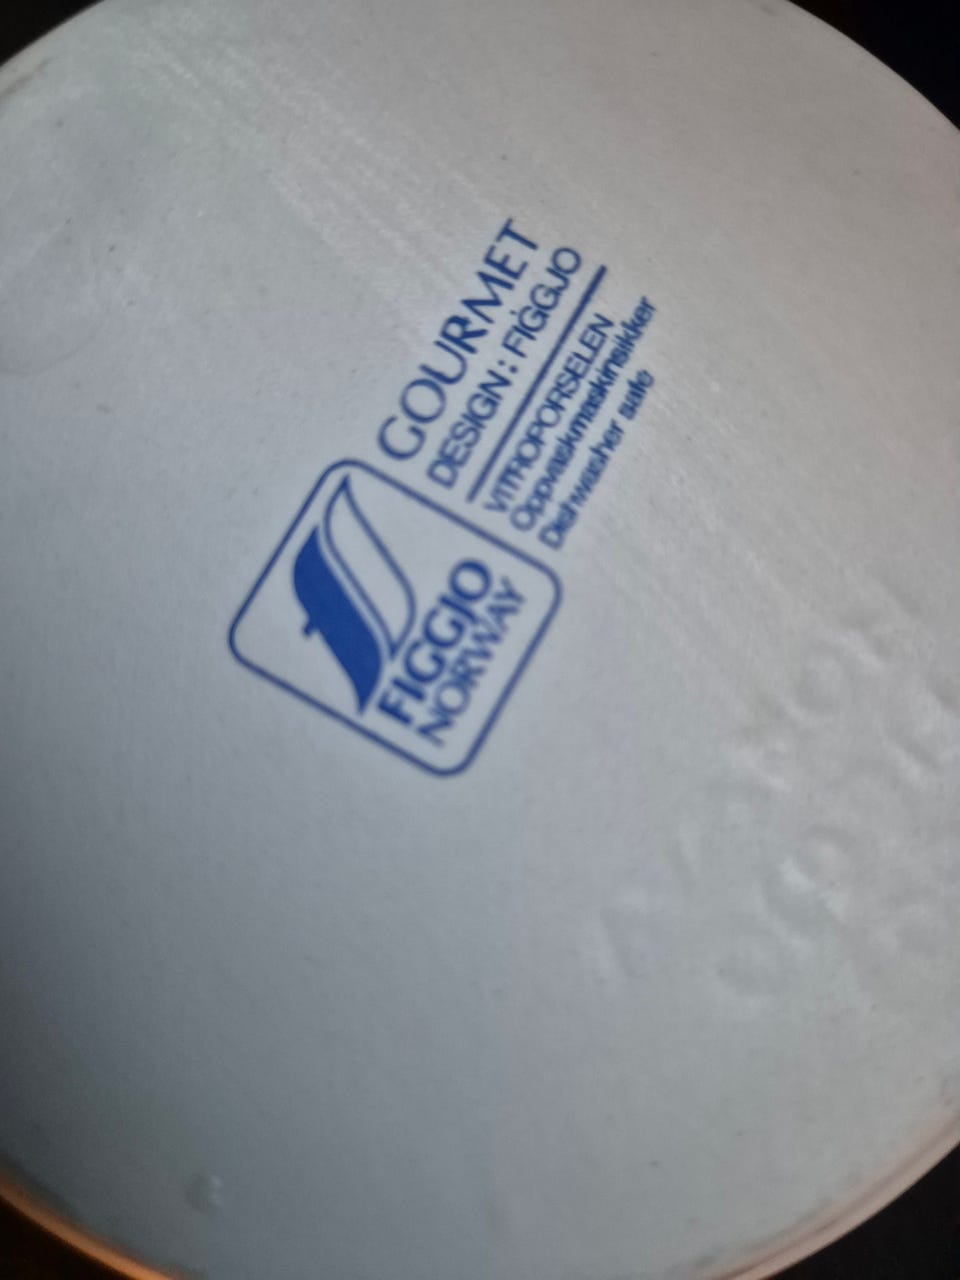 GOURMET
DESIGN: FIGGJO
VITROPORSELEN
Oppvaskmaskinsikker
Dishwasher safe
FIGGJO
NORWAY